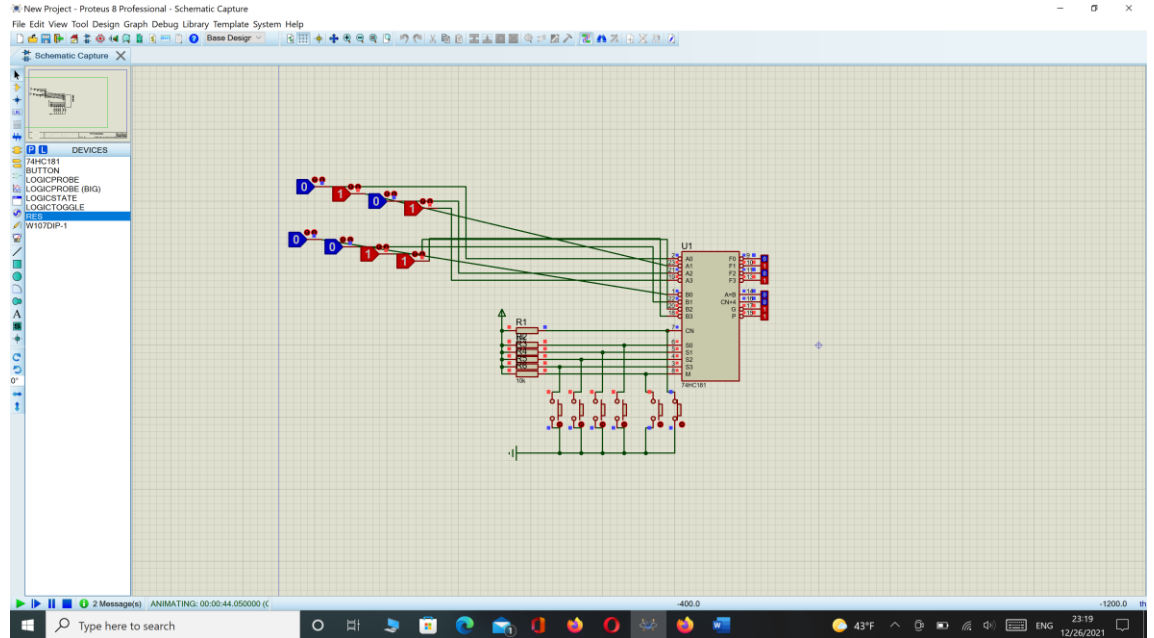 New Project - Proteus 8 Professional - Schematic Capture
File Edit View Tool Design Graph Debug Library Template System Help
Base Design
Schematic Capture
P L DEVICES
74HC181
BUTTON
LOGICPROBE
LOGICPROBE (BIG)
LOGICSTATE
LOGICTOGGLE
RES
W107DIP-1
0 1 0 1
0 0 1 1
U1
A0
A1
A2
A3
B0
B1
B2
B3
CN
S0
S1
S2
S3
M
F0
F1
F2
F3
A=B
CN+4
G
P
74HC181
R1
10k
0°
2 Message(s) ANIMATING: 00:00:44.050000 (C
-400.0
-1200.0 th
Type here to search
43°F
ENG
23:19
12/26/2021